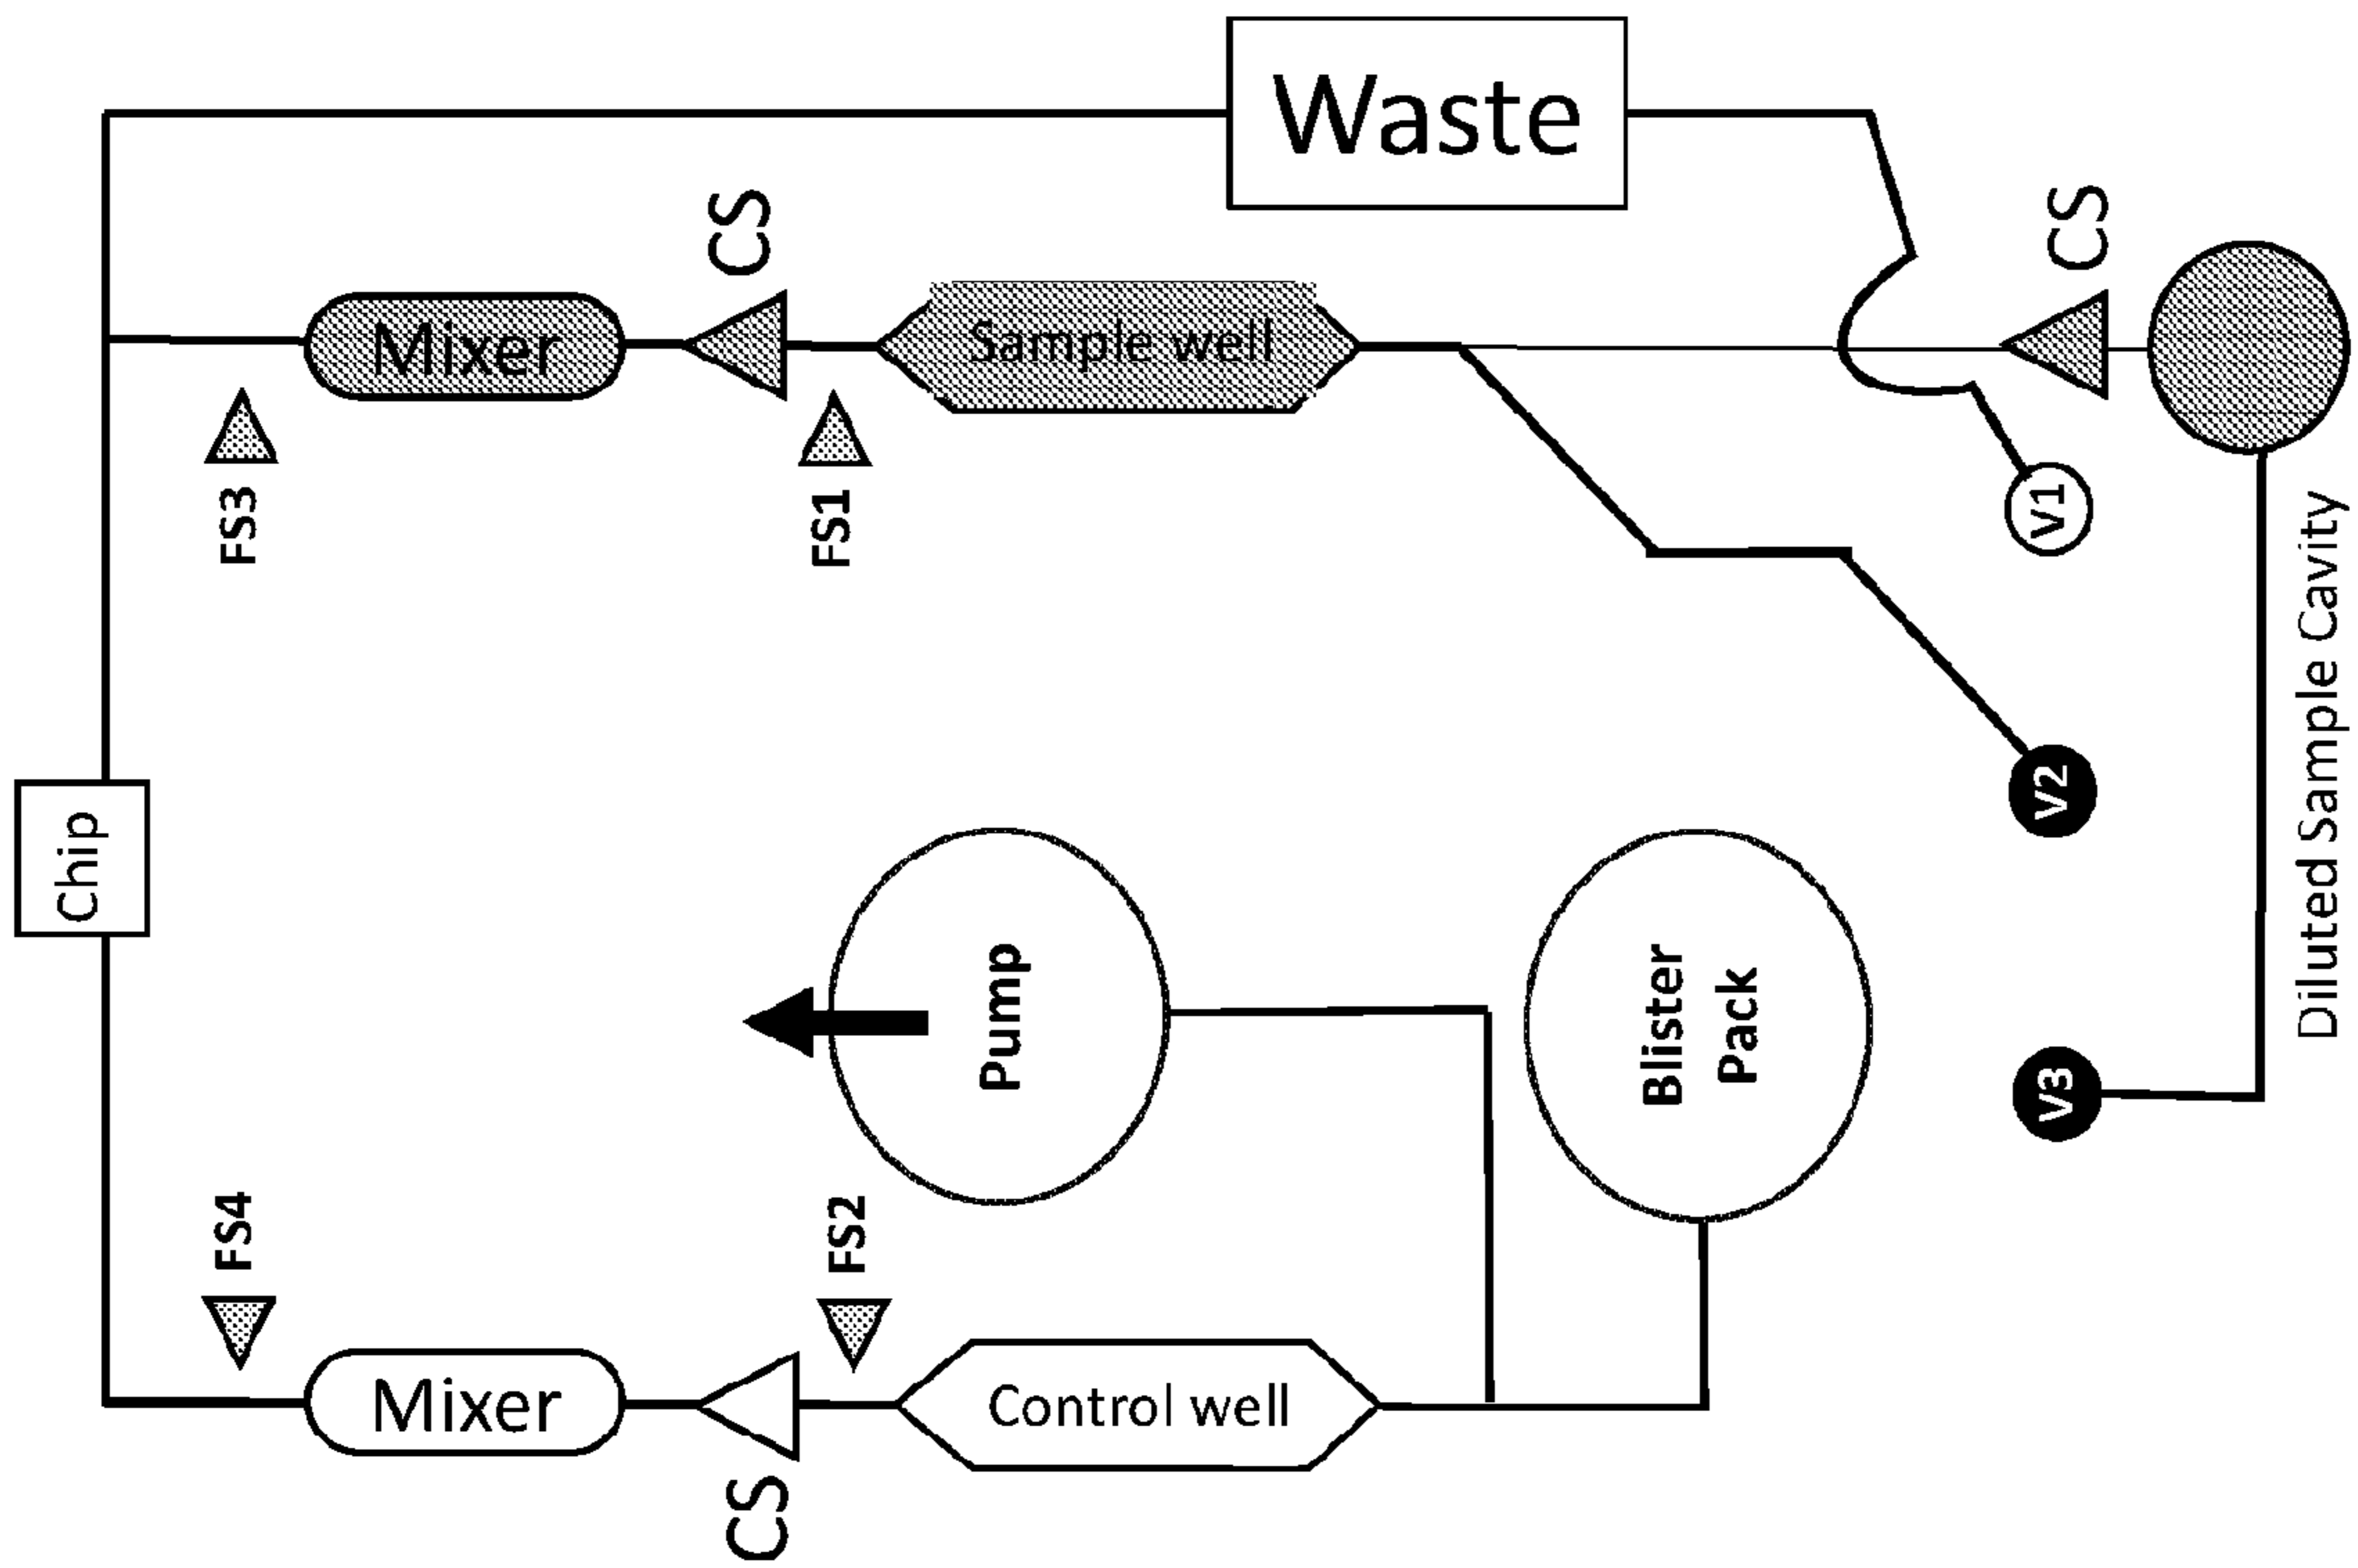 Waste
CS
CS
Mixer
Sample well
FS3
FS1
V1
Diluted Sample Cavity
V2
Chip
Pump
Blister
Pack
V3
FS4
FS2
Mixer
Control well
CS